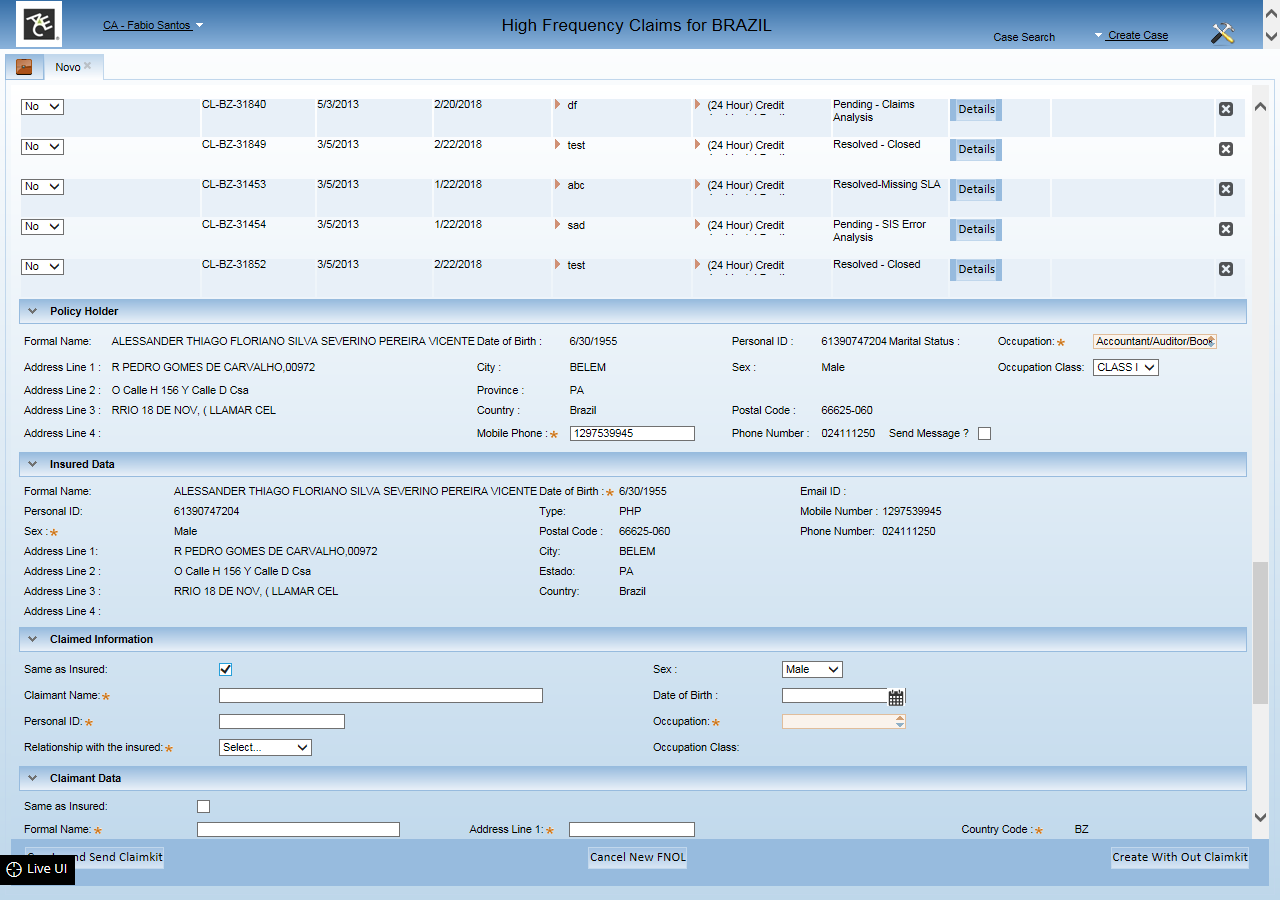 ACE
CA - Fabio Santos
High Frequency Claims for BRAZIL
Case Search
Create Case
Novo
No CL-BZ-31840 5/3/2013 2/20/2018 df (24 Hour) Credit Pending - Claims Analysis Details
No CL-BZ-31849 3/5/2013 2/22/2018 test (24 Hour) Credit Resolved - Closed Details
No CL-BZ-31453 3/5/2013 1/22/2018 abc (24 Hour) Credit Resolved-Missing SLA Details
No CL-BZ-31454 3/5/2013 1/22/2018 sad (24 Hour) Credit Pending - SIS Error Analysis Details
No CL-BZ-31852 3/5/2013 2/22/2018 test (24 Hour) Credit Resolved - Closed Details
Policy Holder
Formal Name: ALESSANDER THIAGO FLORIANO SILVA SEVERINO PEREIRA VICENTE Date of Birth : 6/30/1955 Personal ID : 61390747204 Marital Status : Occupation: * Accountant/Auditor/Book
Address Line 1 : R PEDRO GOMES DE CARVALHO,00972 City : BELEM Sex : Male Occupation Class: CLASS I
Address Line 2 : O Calle H 156 Y Calle D Csa Province : PA
Address Line 3 : RRIO 18 DE NOV, ( LLAMAR CEL Country : Brazil Postal Code : 66625-060
Address Line 4 : Mobile Phone : * 1297539945 Phone Number : 024111250 Send Message ?
Insured Data
Formal Name: ALESSANDER THIAGO FLORIANO SILVA SEVERINO PEREIRA VICENTE Date of Birth : * 6/30/1955 Email ID :
Personal ID: 61390747204 Type: PHP Mobile Number : 1297539945
Sex : * Male Postal Code : 66625-060 Phone Number: 024111250
Address Line 1: R PEDRO GOMES DE CARVALHO,00972 City: BELEM
Address Line 2 : O Calle H 156 Y Calle D Csa Estado: PA
Address Line 3 : RRIO 18 DE NOV, ( LLAMAR CEL Country: Brazil
Address Line 4 :
Claimed Information
Same as Insured: Sex : Male
Claimant Name: * Date of Birth :
Personal ID: * Occupation: *
Relationship with the insured: * Select... Occupation Class:
Claimant Data
Same as Insured:
Formal Name: * Address Line 1: * Country Code : * BZ
Send Claimkit Cancel New FNOL Create With Out Claimkit
Live UI